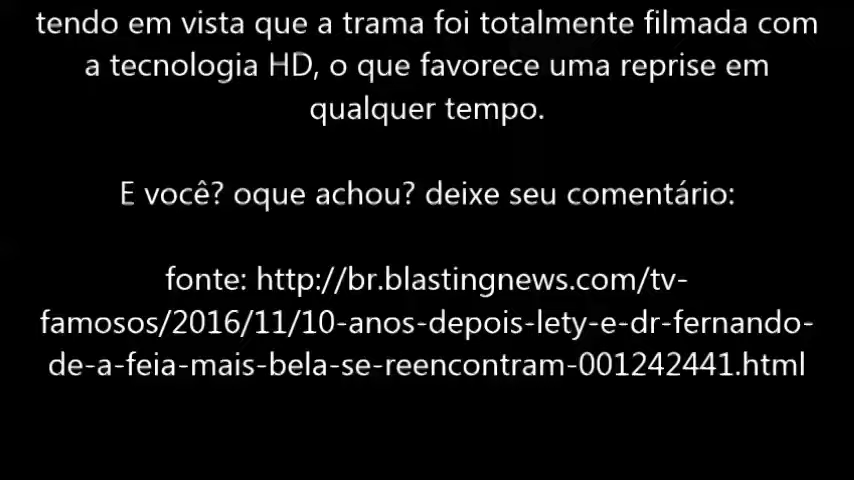 tendo em vista que a trama foi totalmente filmada com
a tecnologia HD, o que favorece uma reprise em
qualquer tempo.
E você? oque achou? deixe seu comentário:
fonte: http://br.blastingnews.com/tv-
famosos/2016/11/10-anos-depois-lety-e-dr-fernando-
de-a-feia-mais-bela-se-reencontram-001242441.html